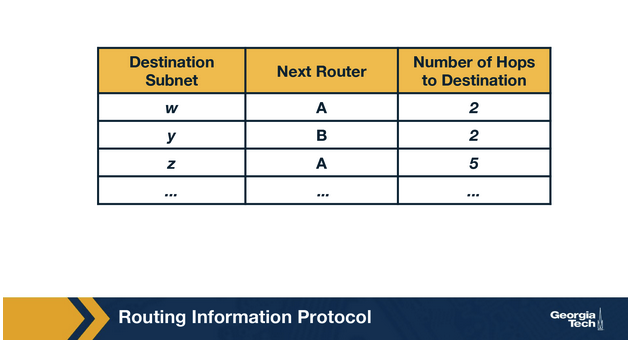 Destination Subnet Next Router Number of Hops to Destination
w A 2
y B 2
z A 5
... ... ...
Routing Information Protocol
Georgia
Tech